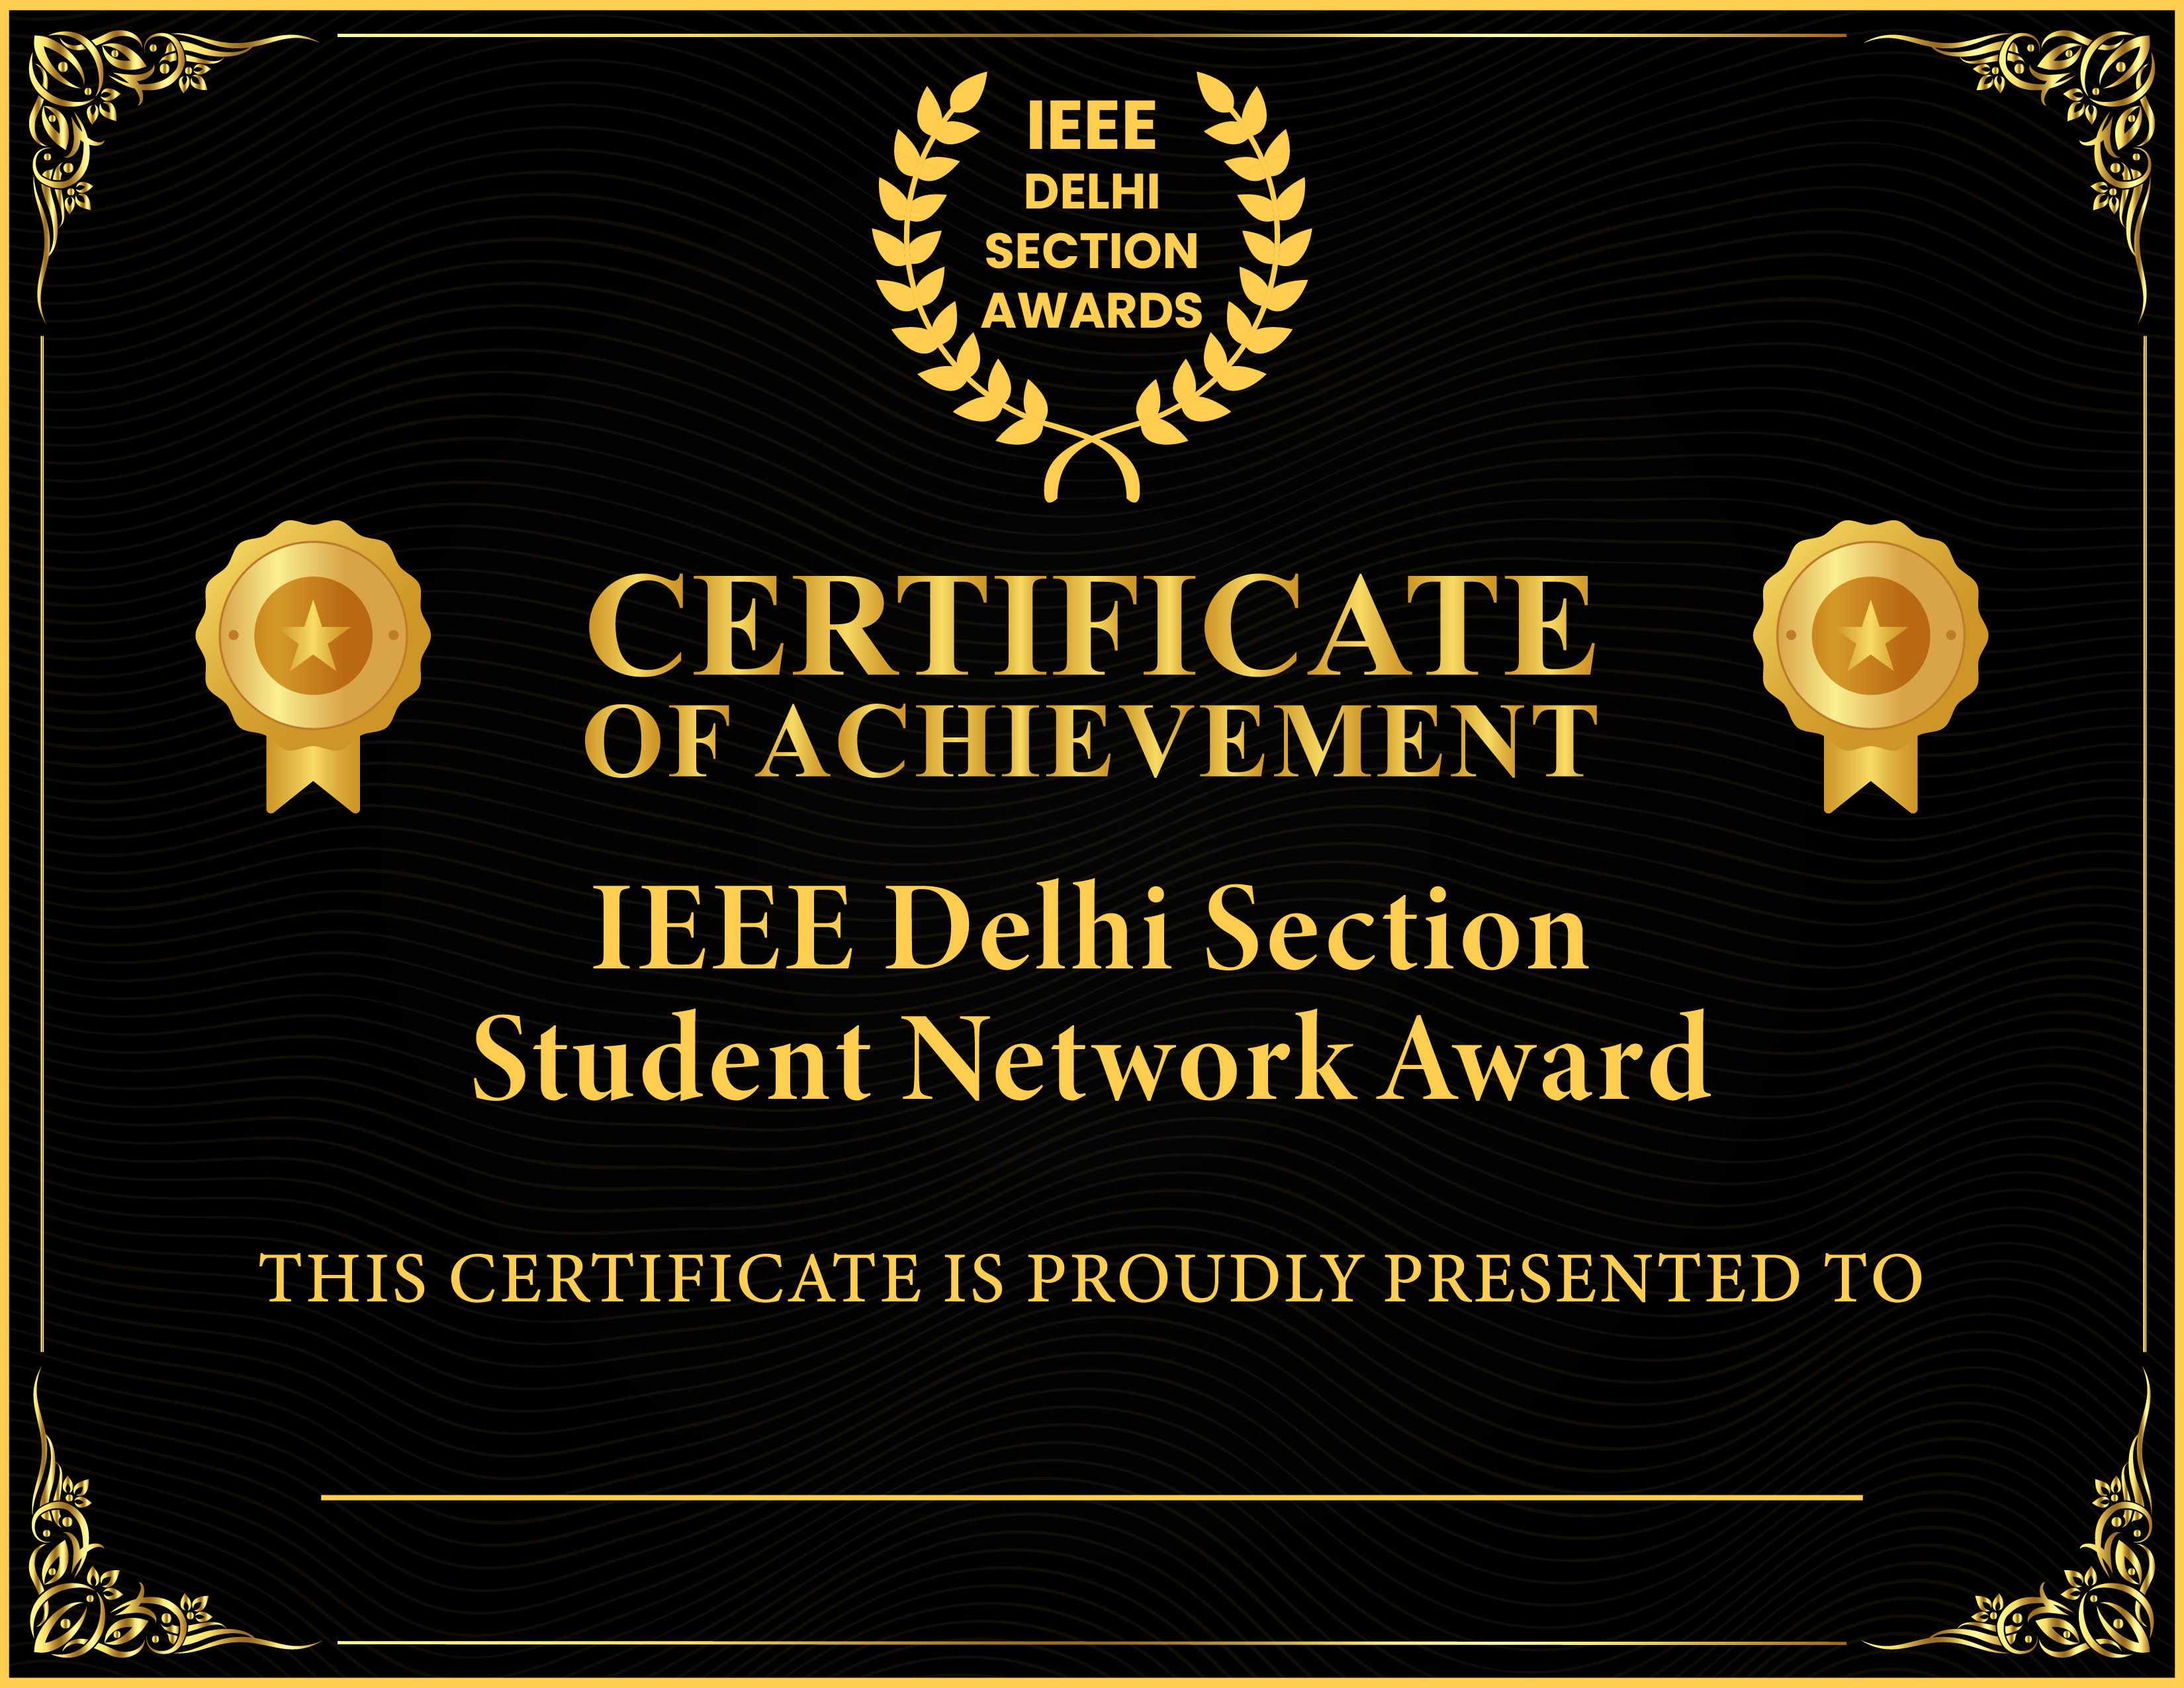 IEEE
DELHI
SECTION
AWARDS
CERTIFICATE
OF ACHIEVEMENT
IEEE Delhi Section
Student Network Award
THIS CERTIFICATE IS PROUDLY PRESENTED TO